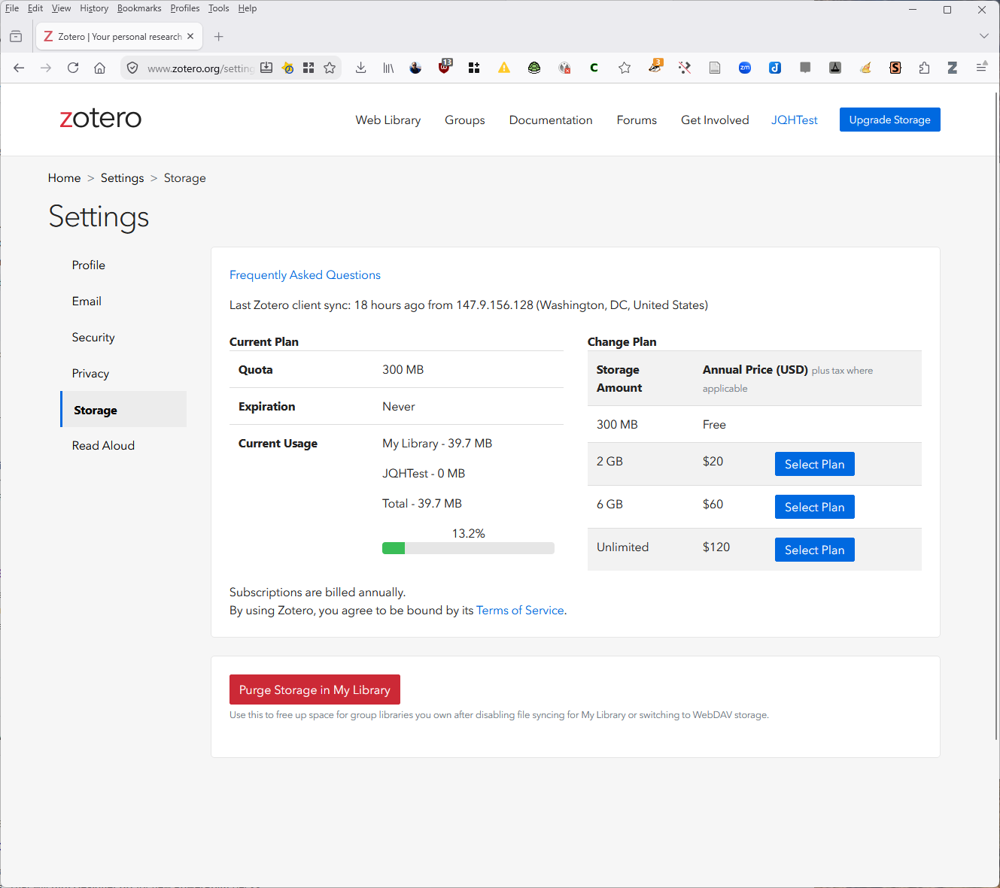 File Edit View History Bookmarks Profiles Tools Help
Zotero | Your personal research
www.zotero.org/setting
13
3
zm
zotero
Web Library Groups Documentation Forums Get Involved JQHTest Upgrade Storage
Home > Settings > Storage
Settings
Profile
Email
Security
Privacy
Storage
Read Aloud
Frequently Asked Questions
Last Zotero client sync: 18 hours ago from 147.9.156.128 (Washington, DC, United States)
Current Plan
Quota 300 MB
Expiration Never
Current Usage My Library - 39.7 MB
JQHTest - 0 MB
Total - 39.7 MB
13.2%
Change Plan
Storage Amount Annual Price (USD) plus tax where applicable
300 MB Free
2 GB $20 Select Plan
6 GB $60 Select Plan
Unlimited $120 Select Plan
Subscriptions are billed annually.
By using Zotero, you agree to be bound by its Terms of Service.
Purge Storage in My Library
Use this to free up space for group libraries you own after disabling file syncing for My Library or switching to WebDAV storage.